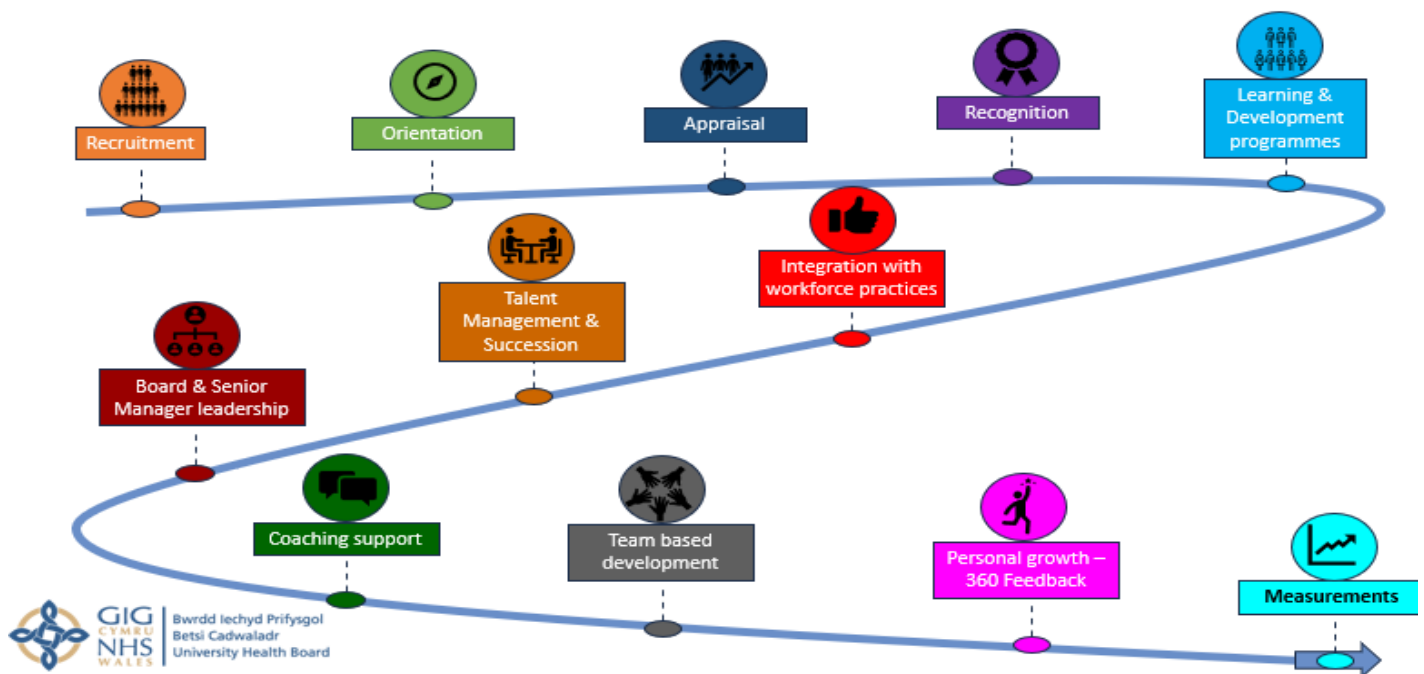 Recruitment
Orientation
Appraisal
Recognition
Learning &
Development
programmes
Integration with
workforce practices
Talent
Management &
Succession
Board & Senior
Manager leadership
Coaching support
Team based
development
Personal growth –
360 Feedback
Measurements
GIG
CYMRU
NHS
WALES
Bwrdd Iechyd Prifysgol
Betsi Cadwaladr
University Health Board